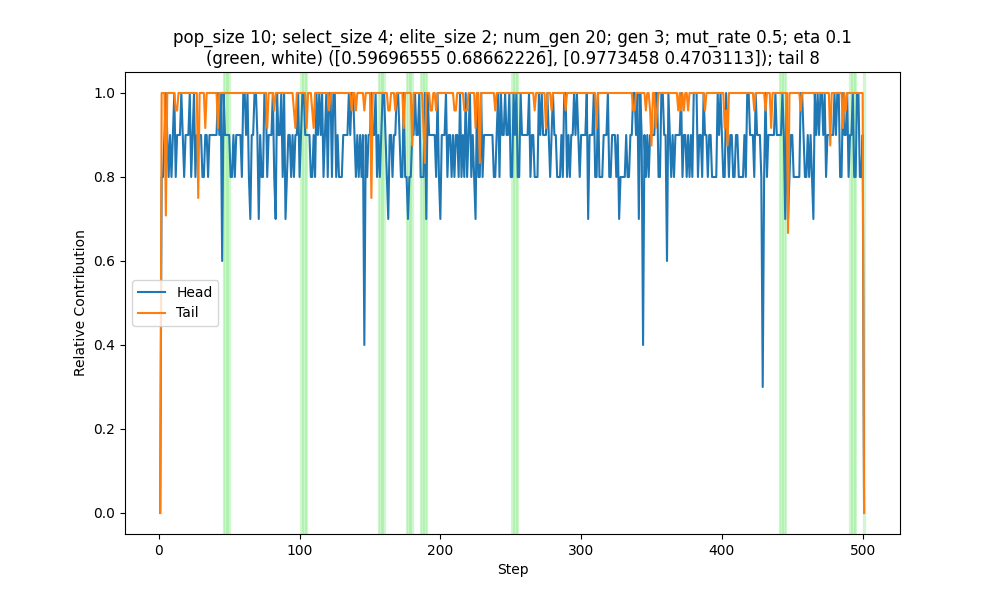 pop_size 10; select_size 4; elite_size 2; num_gen 20; gen 3; mut_rate 0.5; eta 0.1
(green, white) ([0.59696555 0.68662226], [0.9773458 0.4703113]); tail 8
1.0
0.8
0.6
0.4
0.2
0.0
Relative Contribution
Head
Tail
0
100
200
300
400
500
Step